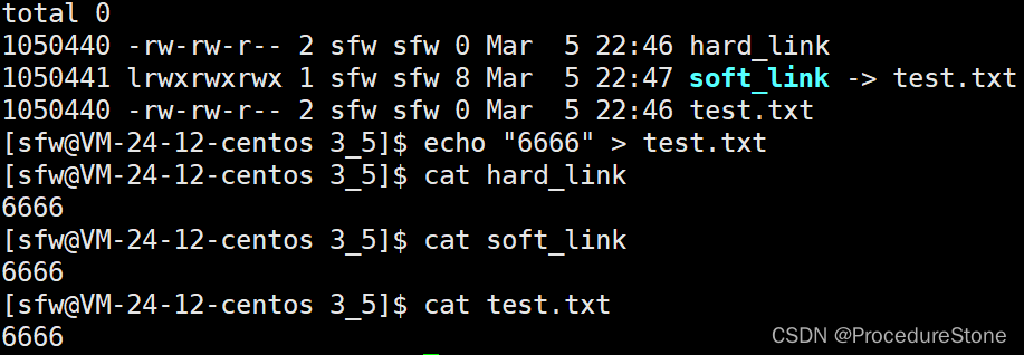 total 0
1050440 -rw-rw-r-- 2 sfw sfw 0 Mar  5 22:46 hard_link
1050441 lrwxrwxrwx 1 sfw sfw 8 Mar  5 22:47 soft_link -> test.txt
1050440 -rw-rw-r-- 2 sfw sfw 0 Mar  5 22:46 test.txt
[sfw@VM-24-12-centos 3_5]$ echo "6666" > test.txt
[sfw@VM-24-12-centos 3_5]$ cat hard_link
6666
[sfw@VM-24-12-centos 3_5]$ cat soft_link
6666
[sfw@VM-24-12-centos 3_5]$ cat test.txt
6666
CSDN @ProcedureStone